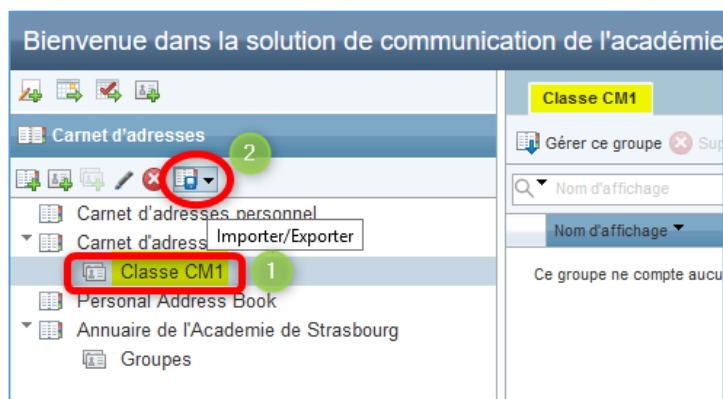 Bienvenue dans la solution de communication de l'académie
Classe CM1
Carnet d'adresses
2
Gérer ce groupe
Nom d'affichage
Carnet d'adresses personnel
Importer/Exporter
Carnet d'adress
Nom d'affichage
Classe CM1
1
Ce groupe ne compte aucu
Personal Address Book
Annuaire de l'Academie de Strasbourg
Groupes